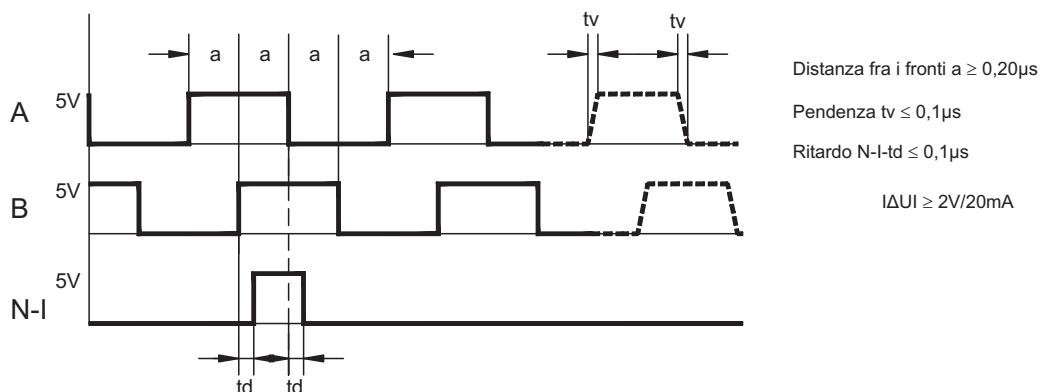 tv tv
a a a a
Distanza fra i fronti a ≥ 0,20µs
A 5V
Pendenza tv ≤ 0,1µs
Ritardo N-I-td ≤ 0,1µs
B 5V
IΔUI ≥ 2V/20mA
N-I 5V
td td